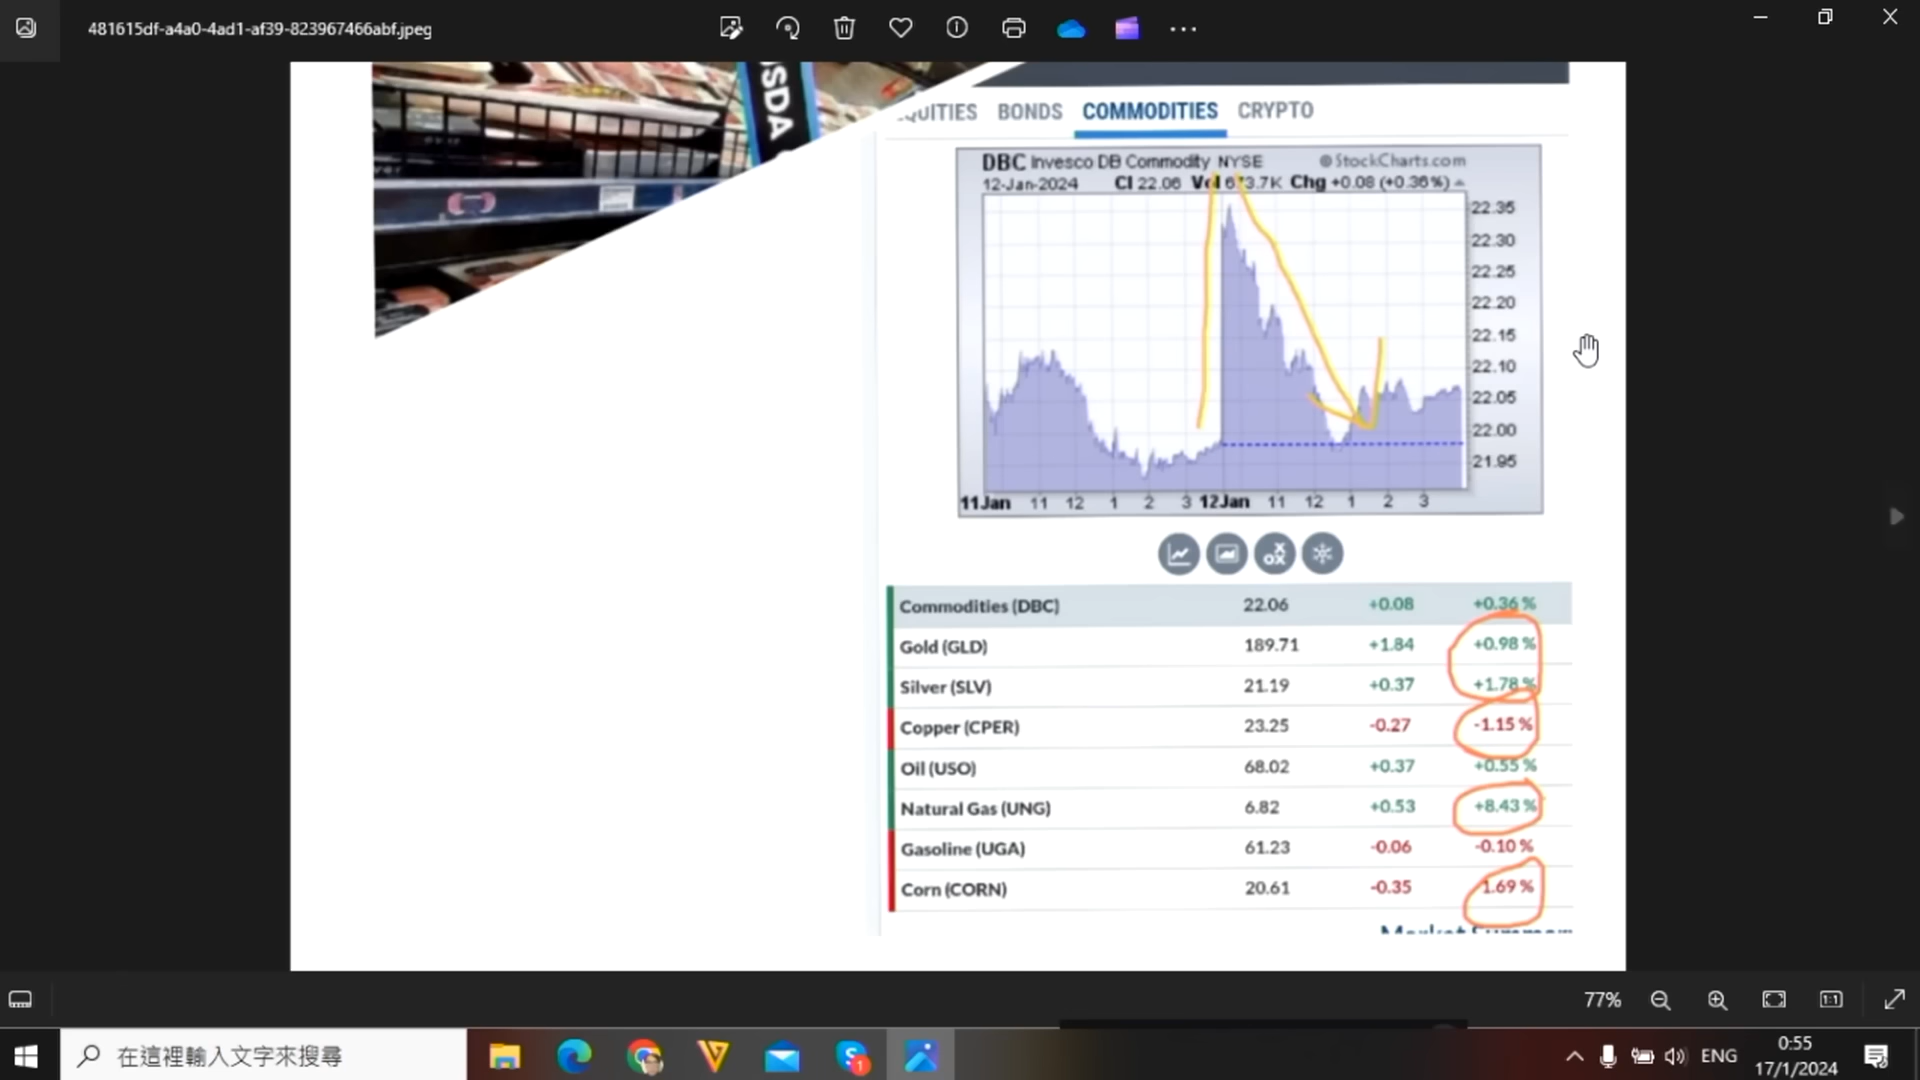 481615df-a4a0-4ad1-af39-823967466abf.jpeg
SDA
QUITIES BONDS COMMODITIES CRYPTO
DBC Invesco DB Commodity NYSE © StockCharts.com
12-Jan-2024 Cl 22.06 Vol 673.7K Chg +0.08 (+0.36%)
22.35
22.30
22.25
22.20
22.15
22.10
22.05
22.00
21.95
11Jan 11 12 1 2 3 12Jan 11 12 1 2 3
Commodities (DBC) 22.06 +0.08 +0.36 %
Gold (GLD) 189.71 +1.84 +0.98 %
Silver (SLV) 21.19 +0.37 +1.78 %
Copper (CPER) 23.25 -0.27 -1.15 %
Oil (USO) 68.02 +0.37 +0.55 %
Natural Gas (UNG) 6.82 +0.53 +8.43 %
Gasoline (UGA) 61.23 -0.06 -0.10 %
Corn (CORN) 20.61 -0.35 1.69 %
Market Summary
77%
在這裡輸入文字來搜尋
ENG
0:55
17/1/2024